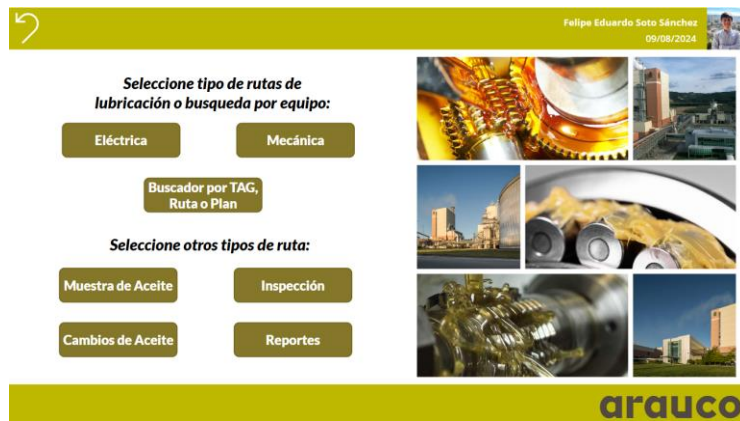 Felipe Eduardo Soto Sánchez
09/08/2024
Seleccione tipo de rutas de
lubricación o busqueda por equipo:
Eléctrica
Mecánica
Buscador por TAG,
Ruta o Plan
Seleccione otros tipos de ruta:
Muestra de Aceite
Inspección
Cambios de Aceite
Reportes
arauco